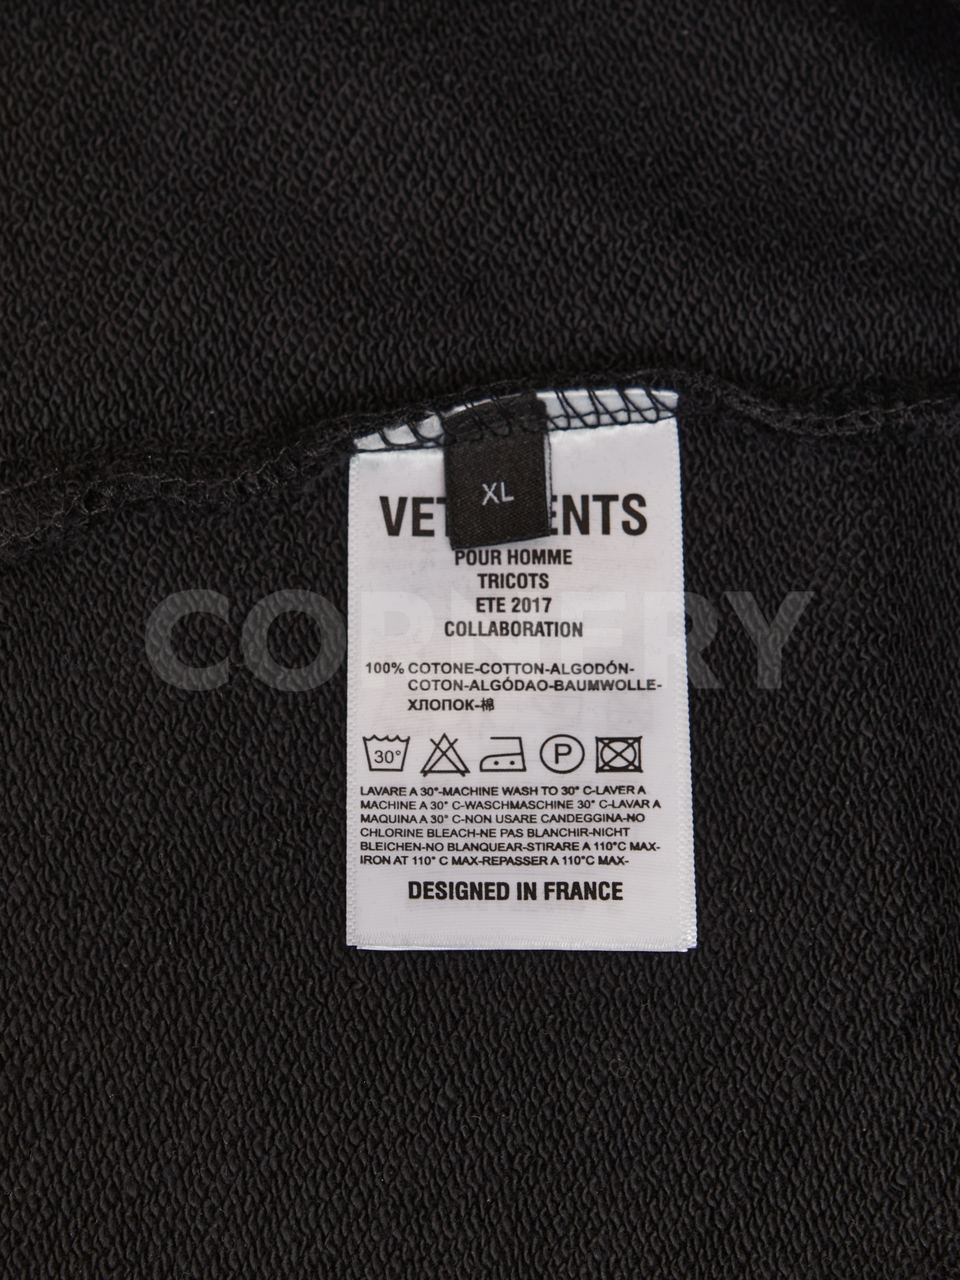 XL
VET ENTS
POUR HOMME
TRICOTS
ETE 2017
COLLABORATION
CORNERY
100% COTONE-COTTON-ALGODÓN-
COTON-ALGÓDAO-BAUMWOLLE-
ХЛОПОК-棉
30°
P
LAVARE A 30°-MACHINE WASH TO 30° C-LAVER A
MACHINE A 30° C-WASCHMASCHINE 30° C-LAVAR A
MAQUINA A 30° C-NON USARE CANDEGGINA-NO
CHLORINE BLEACH-NE PAS BLANCHIR-NICHT
BLEICHEN-NO BLANQUEAR-STIRARE A 110°C MAX-
IRON AT 110° C MAX-REPASSER A 110°C MAX-
DESIGNED IN FRANCE